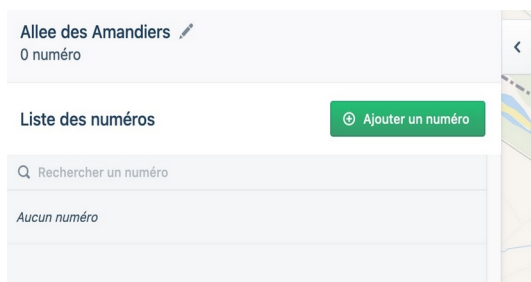 Allee des Amandiers
0 numéro
Liste des numéros
Ajouter un numéro
Rechercher un numéro
Aucun numéro